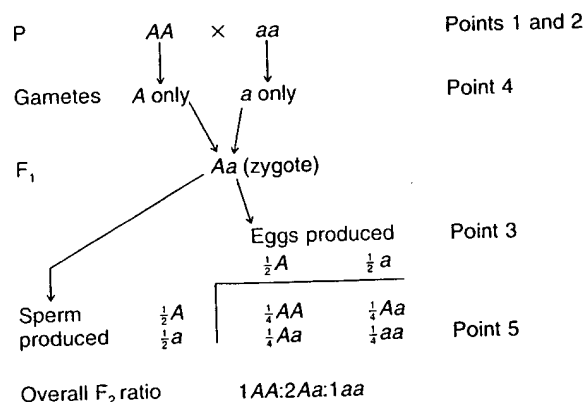 P AA × aa Points 1 and 2
Gametes A only a only Point 4
F₁ Aa (zygote)
Eggs produced Point 3
½A ½a
Sperm ½A ¼AA ¼Aa
produced ½a ¼Aa ¼aa Point 5
Overall F₂ ratio 1AA:2Aa:1aa